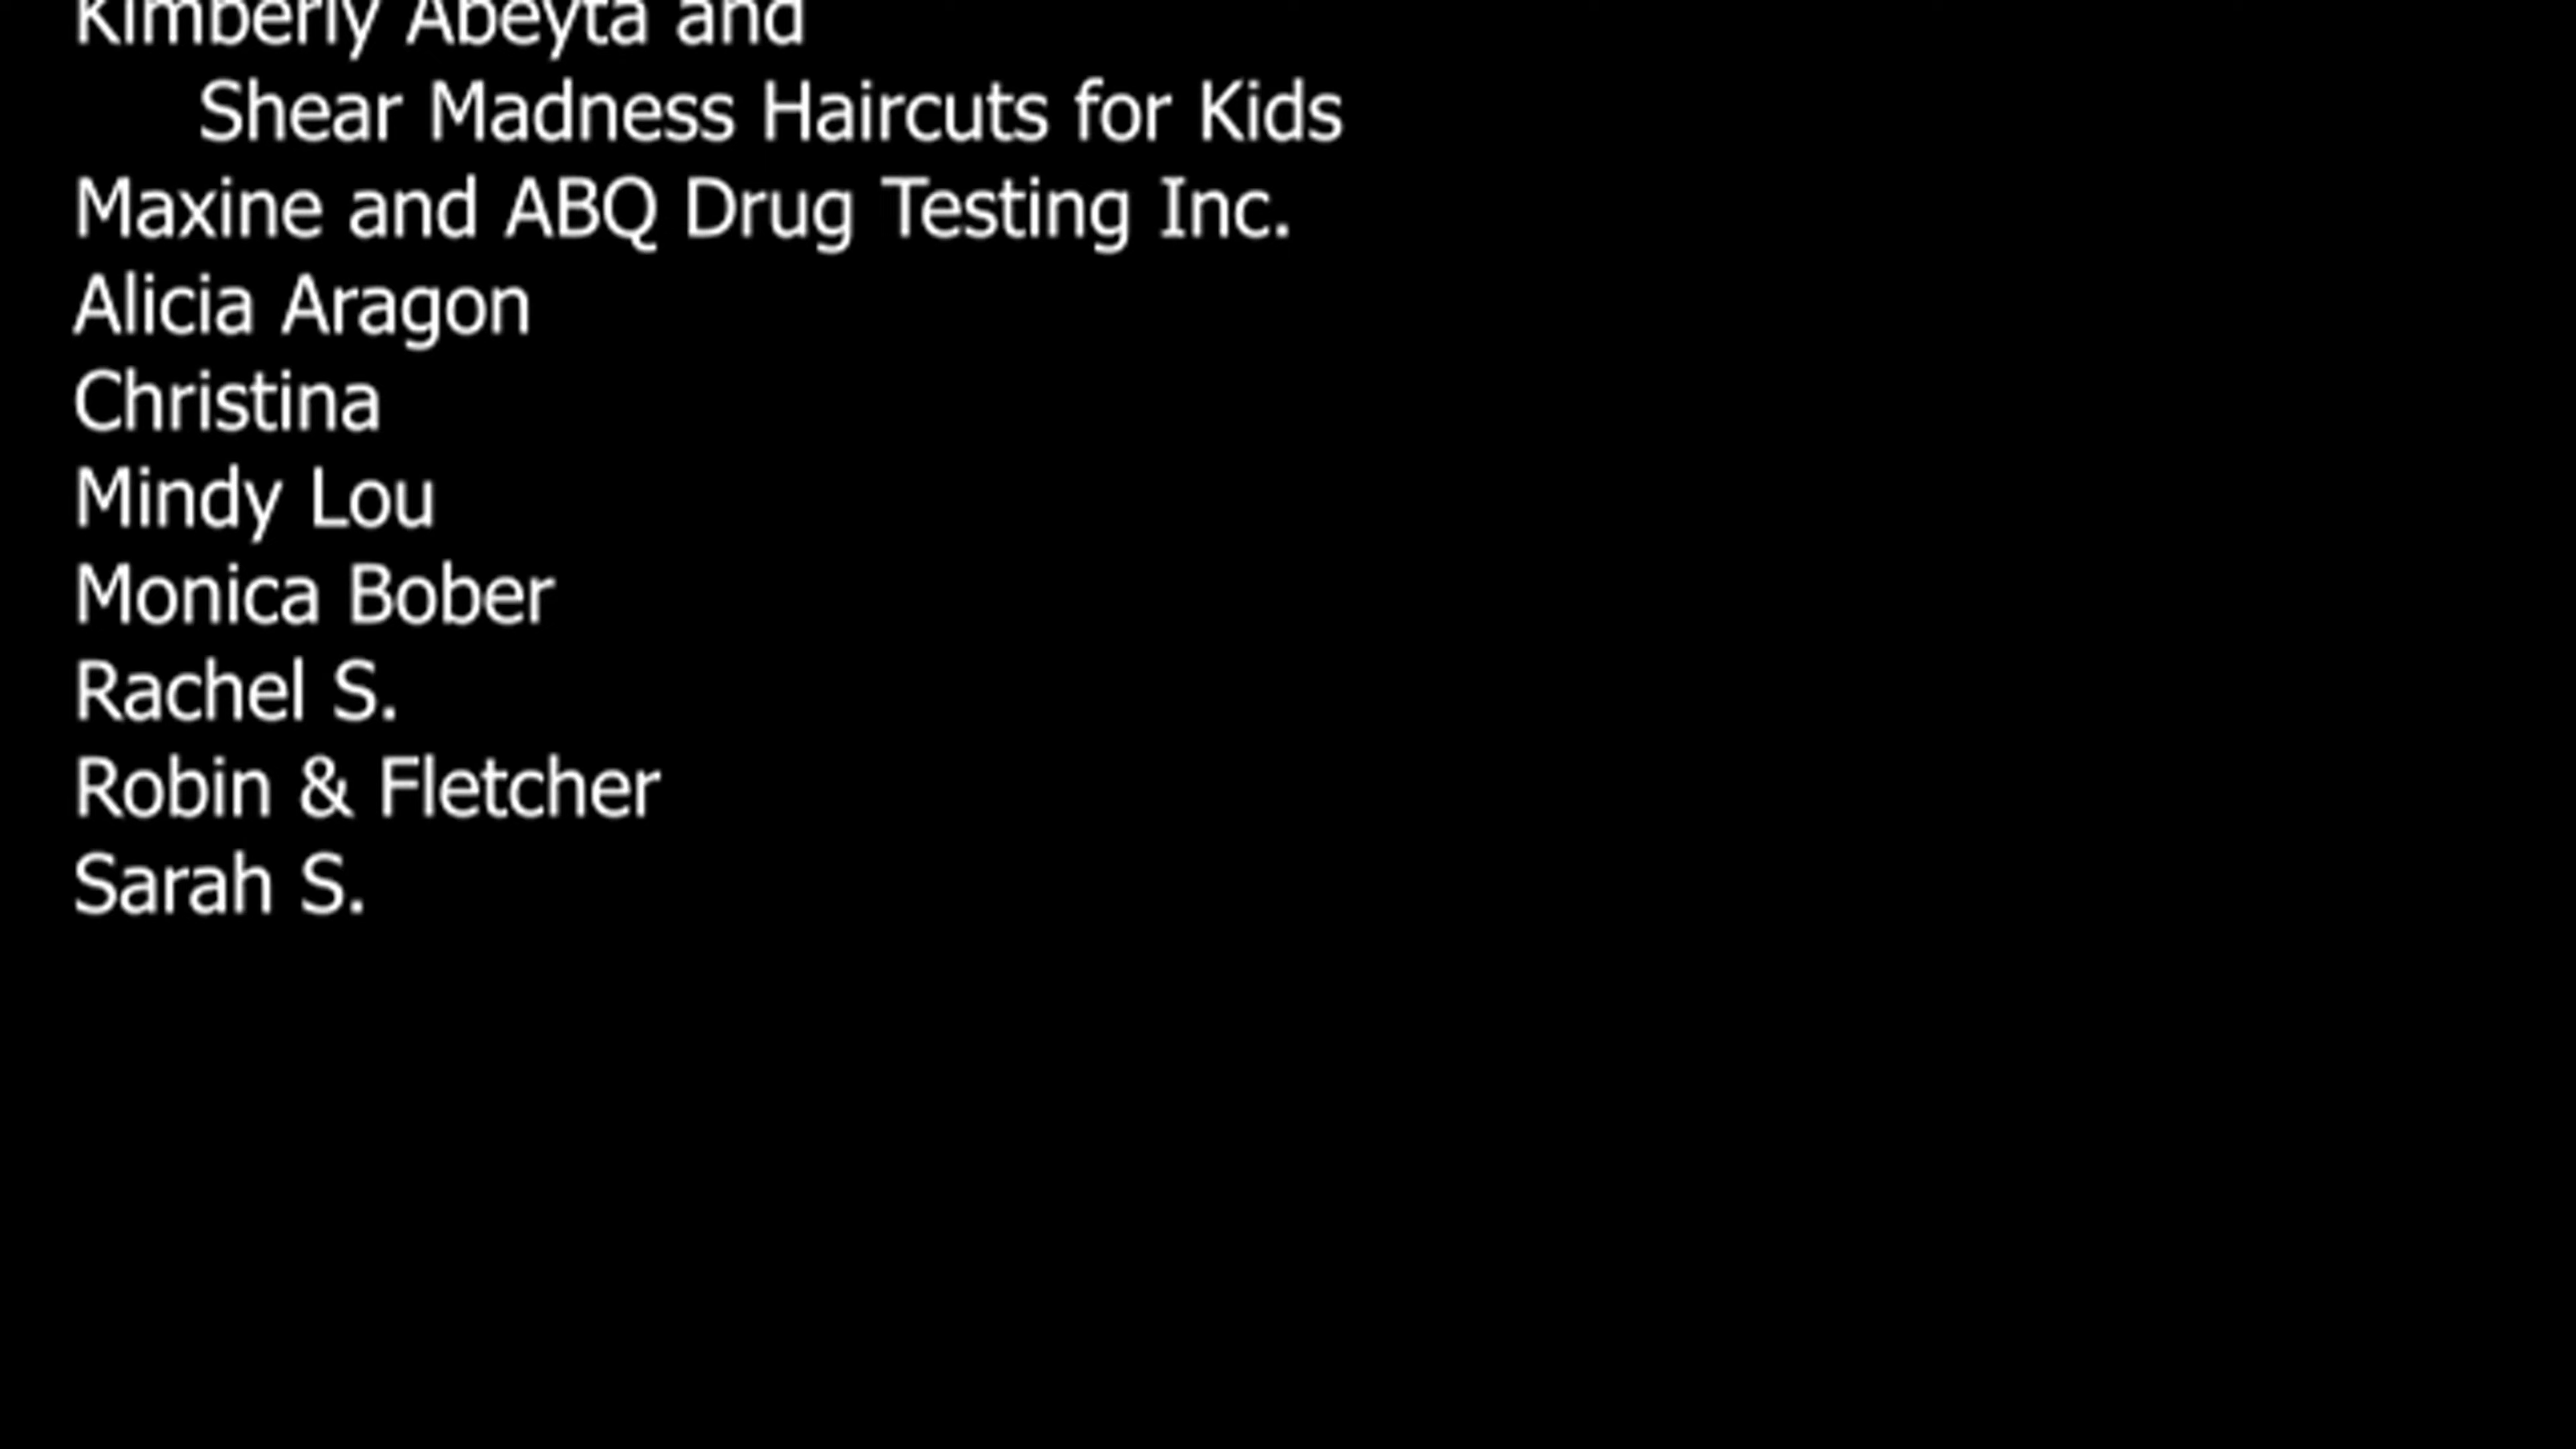 Kimberly Abeyta and
Shear Madness Haircuts for Kids
Maxine and ABQ Drug Testing Inc.
Alicia Aragon
Christina
Mindy Lou
Monica Bober
Rachel S.
Robin & Fletcher
Sarah S.